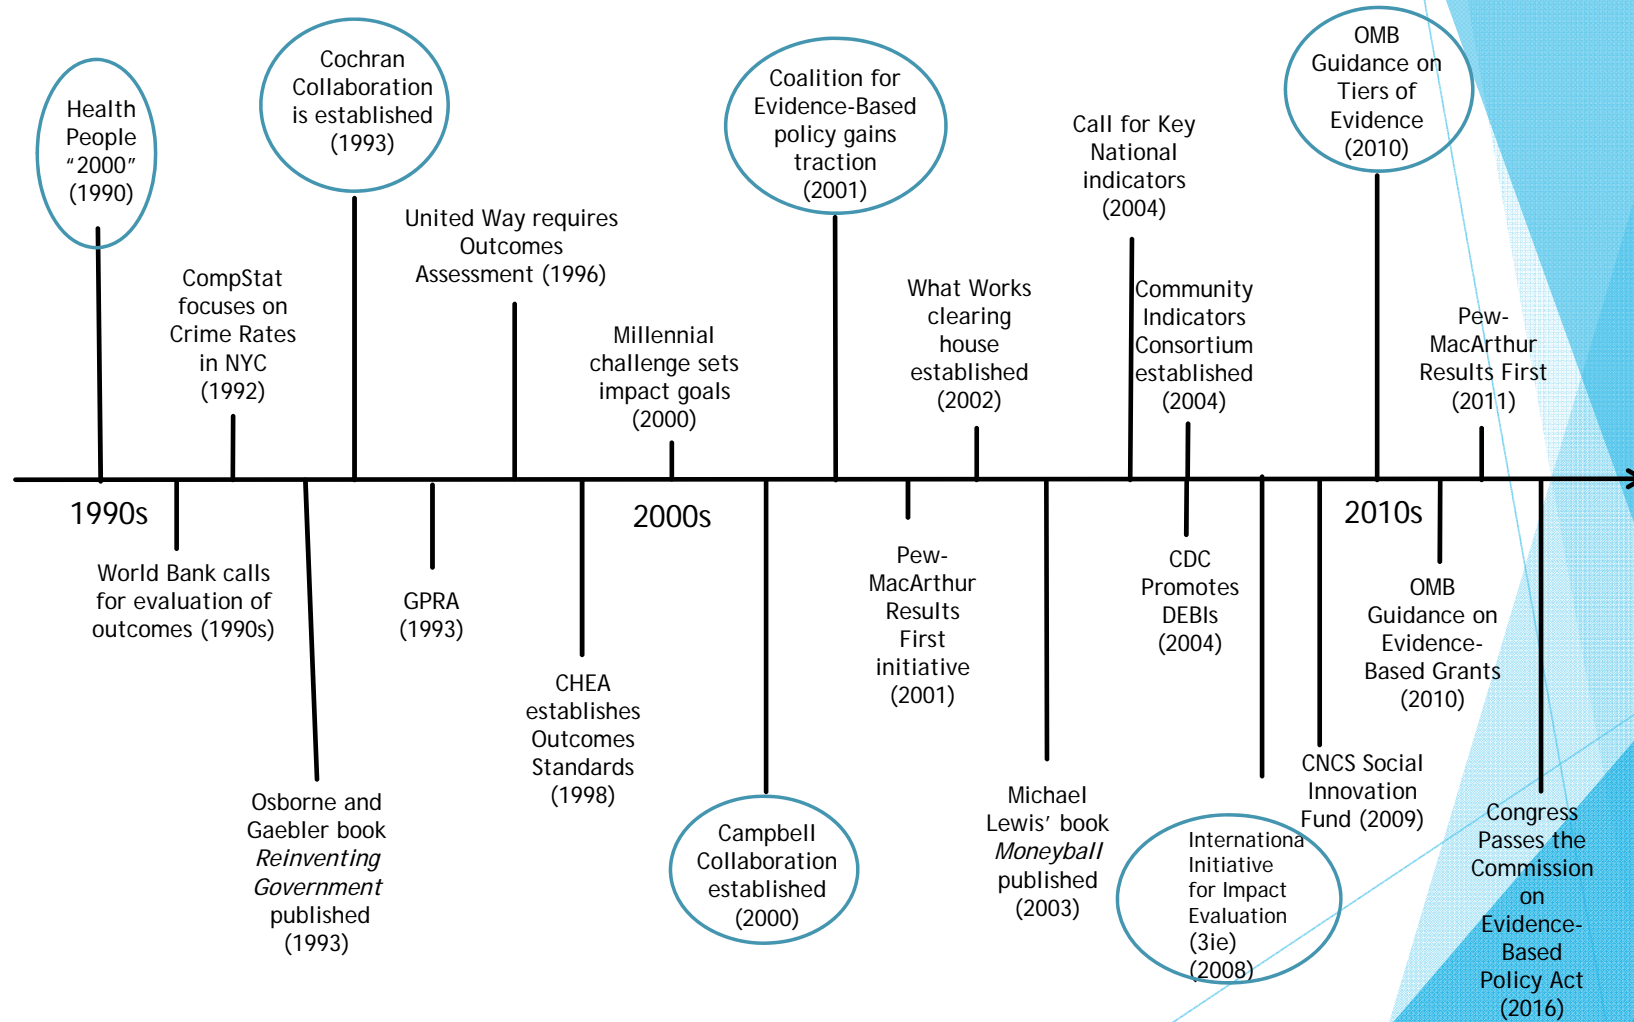 Health
People
“2000”
(1990)
World Bank calls
for evaluation of
outcomes (1990s)
CompStat
focuses on
Crime Rates
in NYC
(1992)
Osborne and
Gaebler book
Reinventing
Government
published
(1993)
Cochran
Collaboration
is established
(1993)
GPRA
(1993)
United Way requires
Outcomes
Assessment (1996)
CHEA
establishes
Outcomes
Standards
(1998)
Millennial
challenge sets
impact goals
(2000)
Campbell
Collaboration
established
(2000)
Coalition for
Evidence-Based
policy gains
traction
(2001)
Pew-
MacArthur
Results
First
initiative
(2001)
What Works
clearing
house
established
(2002)
Michael
Lewis’ book
Moneyball
published
(2003)
Call for Key
National
indicators
(2004)
Community
Indicators
Consortium
established
(2004)
CDC
Promotes
DEBIs
(2004)
Internationa
Initiative
for Impact
Evaluation
(3ie)
(2008)
CNCS Social
Innovation
Fund (2009)
OMB
Guidance on
Tiers of
Evidence
(2010)
OMB
Guidance on
Evidence-
Based Grants
(2010)
Pew-
MacArthur
Results First
(2011)
Congress
Passes the
Commission
on
Evidence-
Based
Policy Act
(2016)
1990s
2000s
2010s